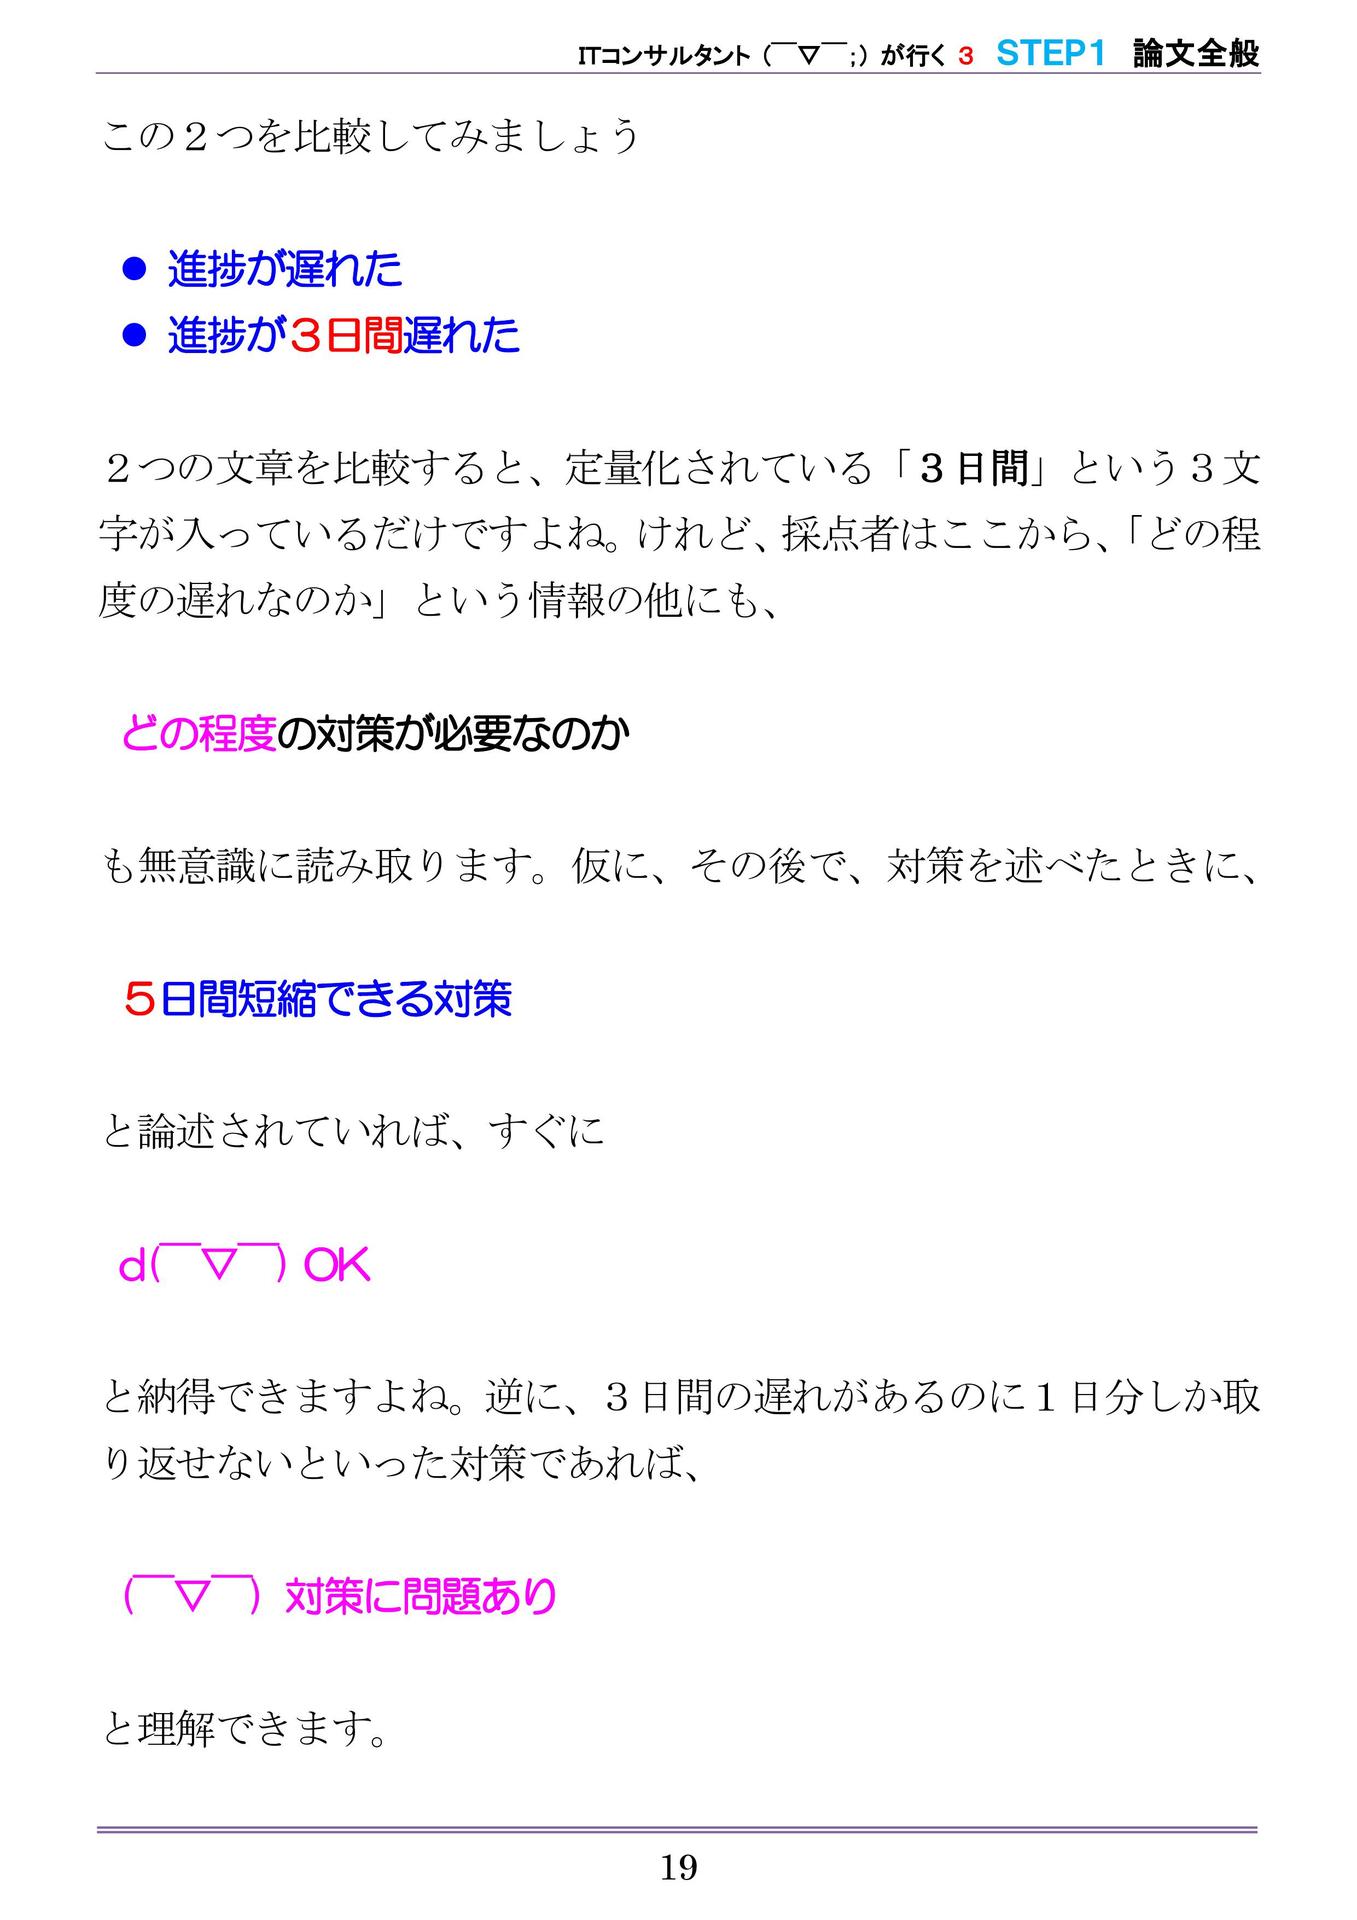 ITコンサルタント（￣▽￣；）が行く 3 STEP1 論文全般
この２つを比較してみましょう
● 進捗が遅れた
● 進捗が３日間遅れた
２つの文章を比較すると、定量化されている「３日間」という３文
字が入っているだけですよね。けれど、採点者はここから、「どの程
度の遅れなのか」という情報の他にも、
どの程度の対策が必要なのか
も無意識に読み取ります。仮に、その後で、対策を述べたときに、
５日間短縮できる対策
と論述されていれば、すぐに
d(￣▽￣) OK
と納得できますよね。逆に、３日間の遅れがあるのに１日分しか取
り返せないといった対策であれば、
(￣▽￣) 対策に問題あり
と理解できます。
19